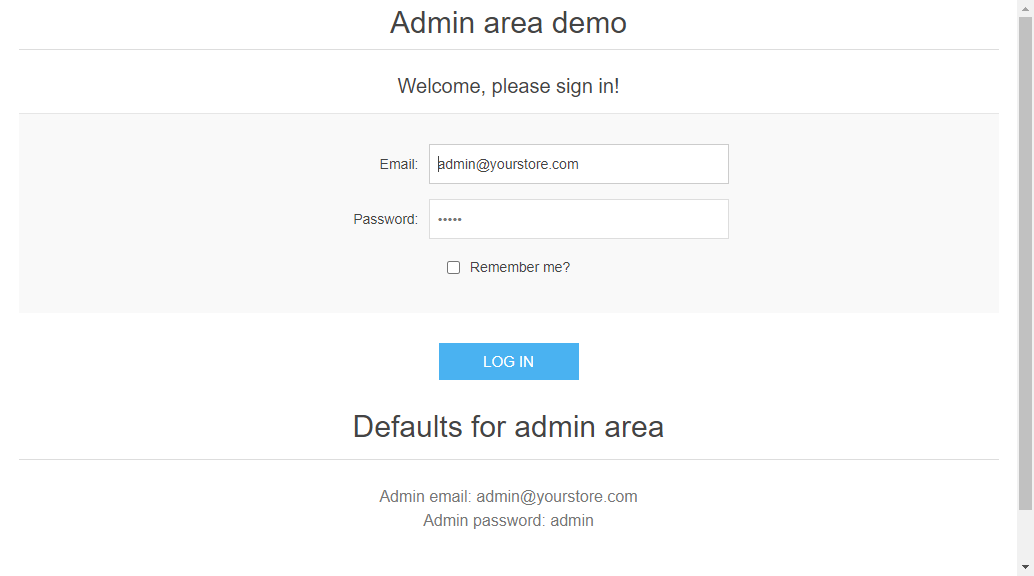 Admin area demo
Welcome, please sign in!
Email: admin@yourstore.com
Password: •••••
Remember me?
LOG IN
Defaults for admin area
Admin email: admin@yourstore.com
Admin password: admin